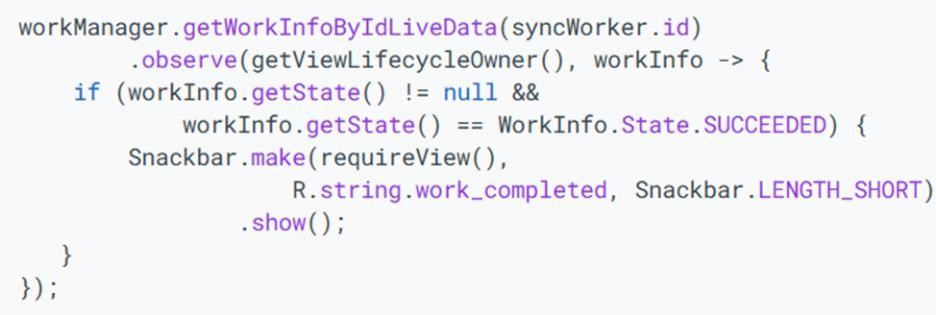 workManager.getWorkInfoByIdLiveData(syncWorker.id)
.observe(getViewLifecycleOwner(), workInfo -> {
if (workInfo.getState() != null &&
workInfo.getState() == WorkInfo.State.SUCCEEDED) {
Snackbar.make(requireView(),
R.string.work_completed, Snackbar.LENGTH_SHORT)
.show();
}
});